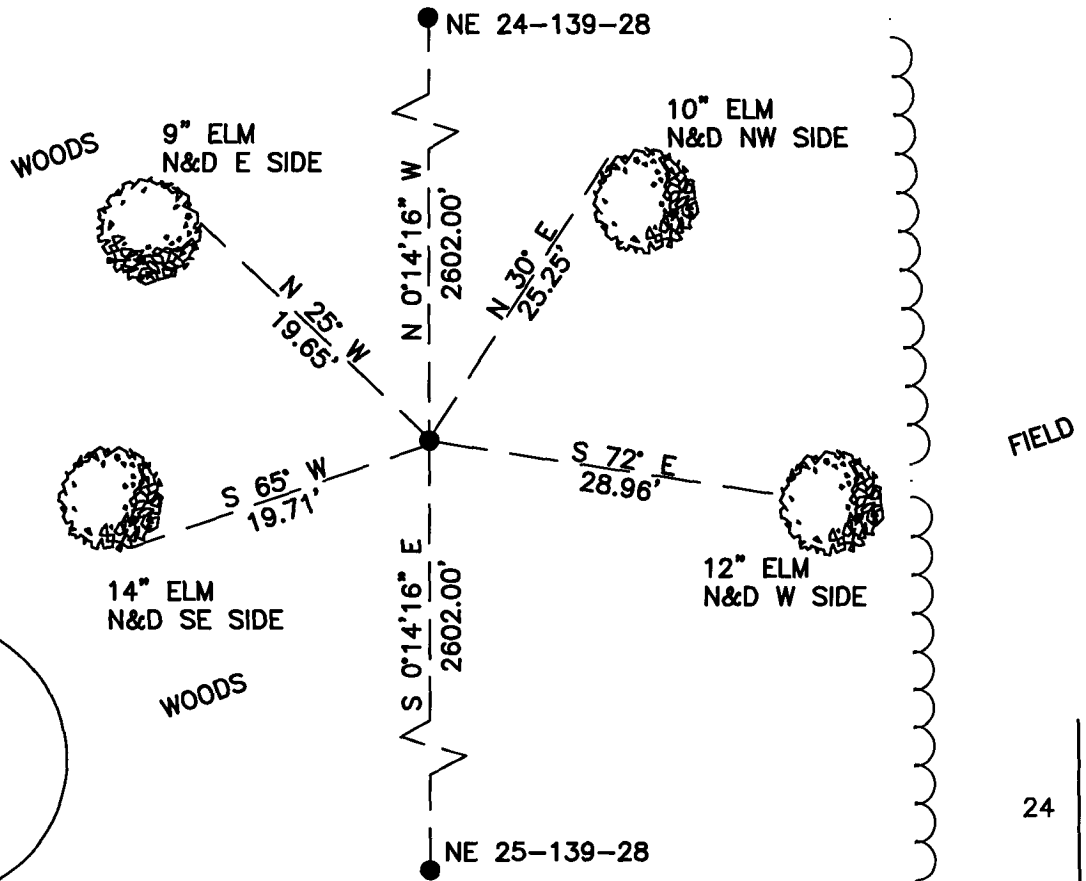 NE 24-139-28
10" ELM
N&D NW SIDE
WOODS
9" ELM
N&D E SIDE
N 0°14'16" W
2602.00'
N 30° E
25.25'
N 25° W
19.65'
FIELD
S 72° E
28.96'
S 65° W
19.71'
12" ELM
N&D W SIDE
14" ELM
N&D SE SIDE
S 0°14'16" E
2602.00'
WOODS
24
NE 25-139-28